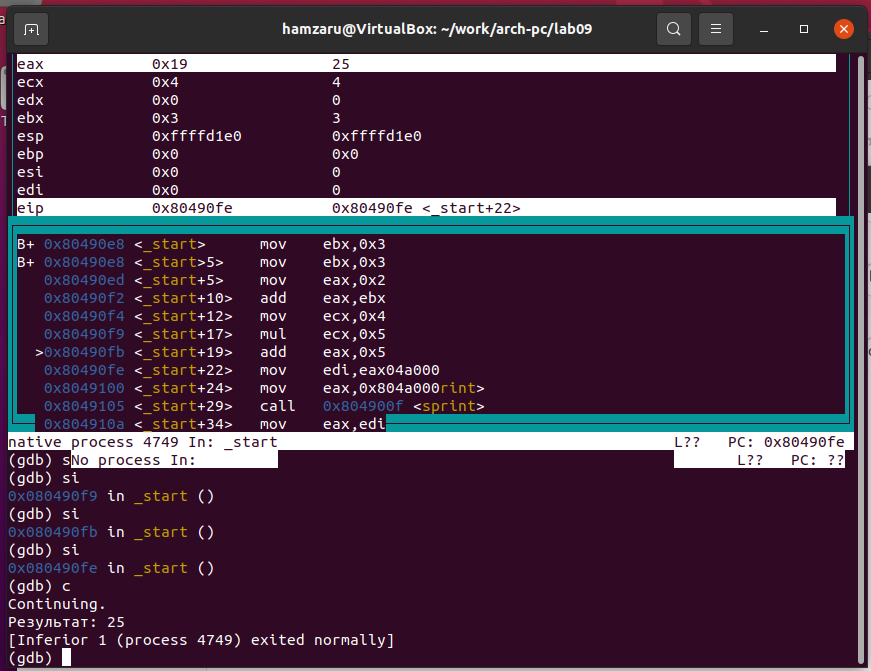 hamzaru@VirtualBox: ~/work/arch-pc/lab09
eax 0x19 25
ecx 0x4 4
edx 0x0 0
ebx 0x3 3
esp 0xffffd1e0 0xffffd1e0
ebp 0x0 0x0
esi 0x0 0
edi 0x0 0
eip 0x80490fe 0x80490fe <_start+22>
B+ 0x80490e8 <_start> mov ebx,0x3
B+ 0x80490e8 <_start>5> mov ebx,0x3
0x80490ed <_start+5> mov eax,0x2
0x80490f2 <_start+10> add eax,ebx
0x80490f4 <_start+12> mov ecx,0x4
0x80490f9 <_start+17> mul ecx,0x5
>0x80490fb <_start+19> add eax,0x5
0x80490fe <_start+22> mov edi,eax04a000
0x8049100 <_start+24> mov eax,0x804a000rint>
0x8049105 <_start+29> call 0x804900f <sprint>
0x804910a <_start+34> mov eax,edi
native process 4749 In: _start L?? PC: 0x80490fe
(gdb) sNo process In: L?? PC: ??
(gdb) si
0x080490f9 in _start ()
(gdb) si
0x080490fb in _start ()
(gdb) si
0x080490fe in _start ()
(gdb) c
Continuing.
Результат: 25
[Inferior 1 (process 4749) exited normally]
(gdb)